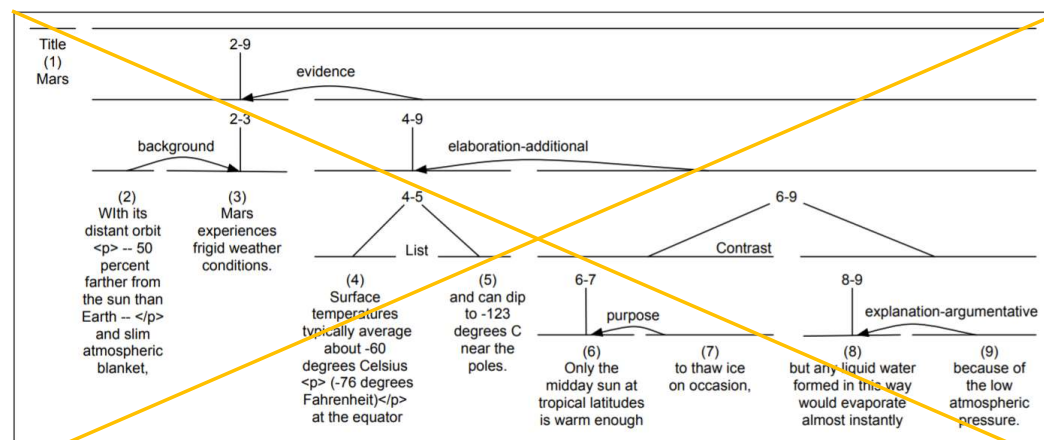 Title
(1)
Mars
2-9
evidence
2-3
4-9
background
elaboration-additional
(2)
WIth its
distant orbit
<p> -- 50
percent
farther from
the sun than
Earth -- </p>
and slim
atmospheric
blanket,
(3)
Mars
experiences
frigid weather
conditions.
4-5
6-9
List
Contrast
(4)
Surface
temperatures
typically average
about -60
degrees Celsius
<p> (-76 degrees
Fahrenheit)</p>
at the equator
(5)
and can dip
to -123
degrees C
near the
poles.
6-7
purpose
8-9
explanation-argumentative
(6)
Only the
midday sun at
tropical latitudes
is warm enough
(7)
to thaw ice
on occasion,
(8)
but any liquid water
formed in this way
would evaporate
almost instantly
(9)
because of
the low
atmospheric
pressure.